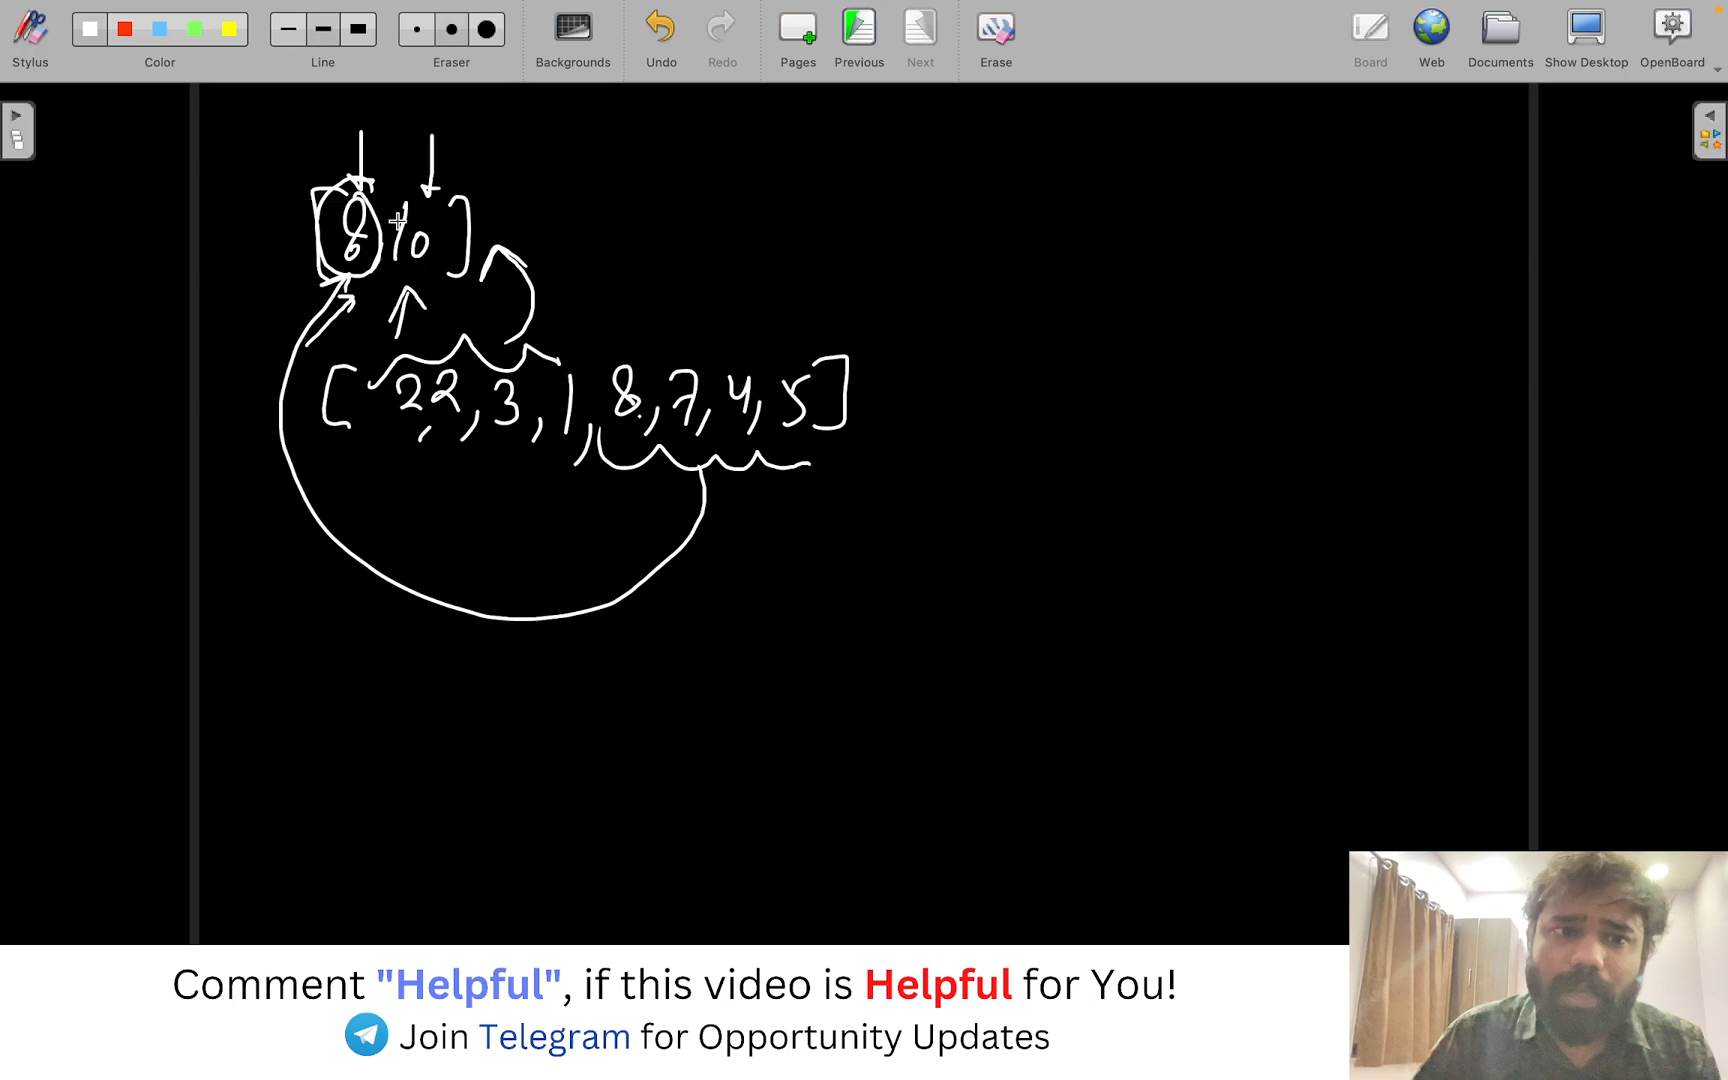 Stylus Color Line Eraser Backgrounds Undo Redo Pages Previous Next Erase Board Web Documents Show Desktop OpenBoard
[8 10]
[22, 3, 1, 8, 7, 4, 5]
Comment "Helpful", if this video is Helpful for You!
Join Telegram for Opportunity Updates